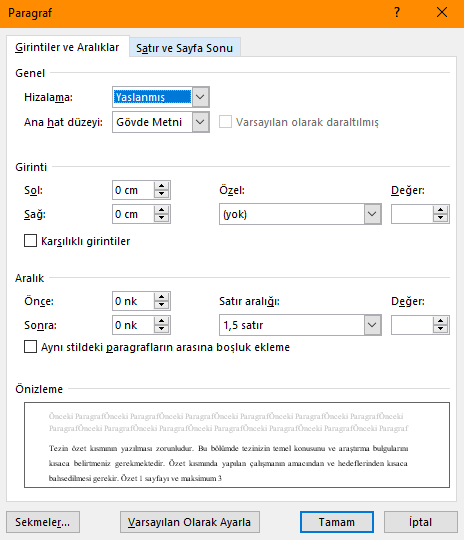 Paragraf ?
Girintiler ve Aralıklar Satır ve Sayfa Sonu
Genel
Hizalama: Yaslanmış
Ana hat düzeyi: Gövde Metni Varsayılan olarak daraltılmış
Girinti
Sol: 0 cm Özel: Değer:
Sağ: 0 cm (yok)
Karşılıklı girintiler
Aralık
Önce: 0 nk Satır aralığı: Değer:
Sonra: 0 nk 1,5 satır
Aynı stildeki paragrafların arasına boşluk ekleme
Önizleme
Önceki ParagrafÖnceki ParagrafÖnceki ParagrafÖnceki ParagrafÖnceki ParagrafÖnceki
ParagrafÖnceki ParagrafÖnceki ParagrafÖnceki ParagrafÖnceki ParagrafÖnceki Paragraf
Tezin özet kısmının yazılması zorunludur. Bu bölümde tezinizin temel konusunu ve araştırma bulgularını
kısaca belirtmeniz gerekmektedir. Özet kısmında yapılan çalışmanın amacından ve hedeflerinden kısaca
bahsedilmesi gerekir. Özet 1 sayfayı ve maksimum 3
Sekmeler... Varsayılan Olarak Ayarla Tamam İptal